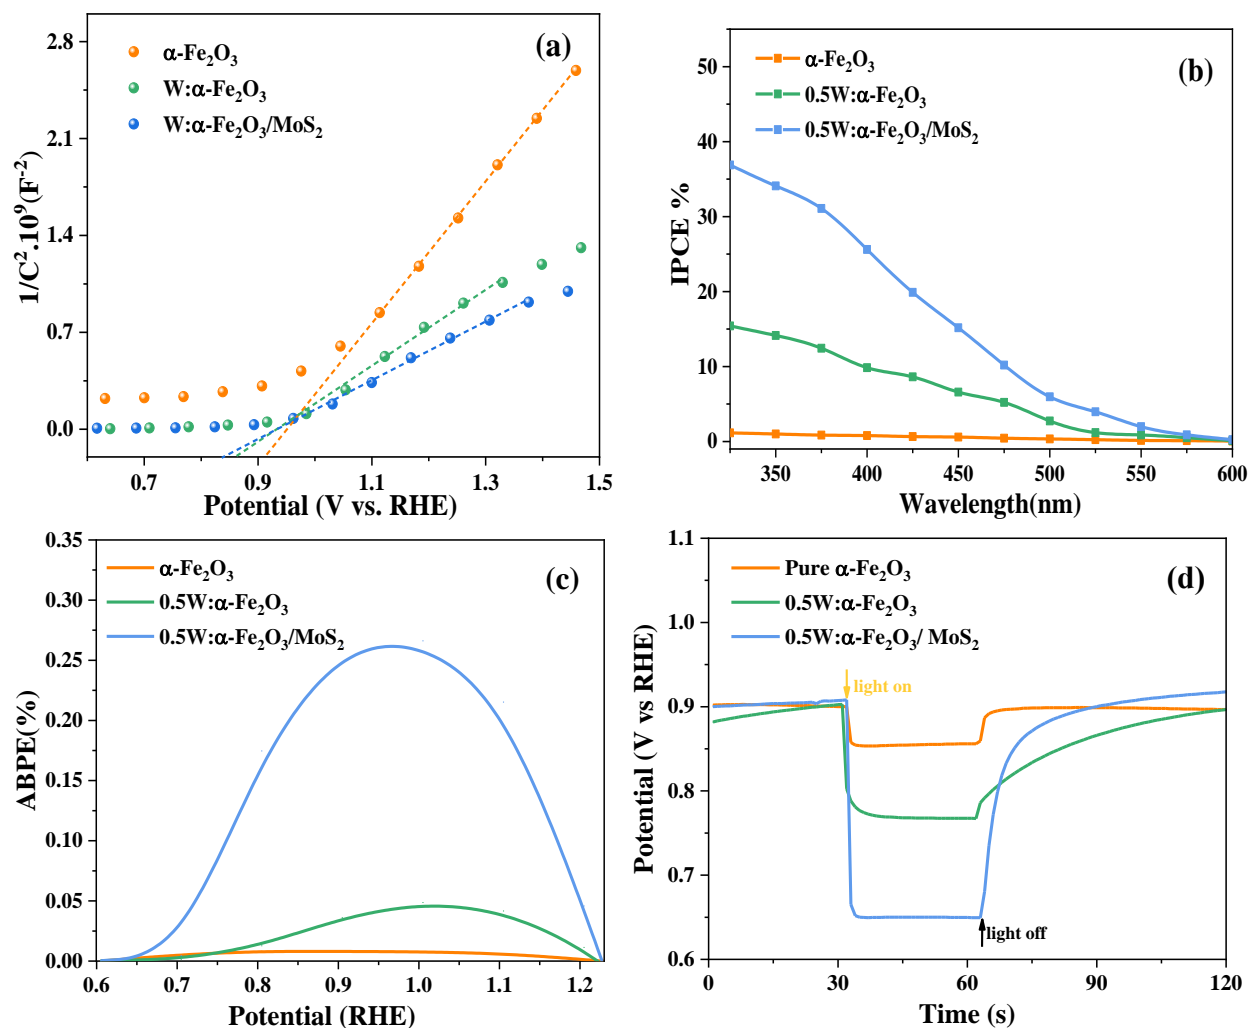 (a)
α-Fe₂O₃
W:α-Fe₂O₃
W:α-Fe₂O₃/MoS₂
2.8
2.1
1.4
0.7
0.0
1/C².10⁹(F⁻²)
0.7 0.9 1.1 1.3 1.5
Potential (V vs. RHE)
(b)
α-Fe₂O₃
0.5W:α-Fe₂O₃
0.5W:α-Fe₂O₃/MoS₂
50
40
30
20
10
0
IPCE %
350 400 450 500 550 600
Wavelength(nm)
(c)
α-Fe₂O₃
0.5W:α-Fe₂O₃
0.5W:α-Fe₂O₃/MoS₂
0.35
0.30
0.25
0.20
0.15
0.10
0.05
0.00
ABPE(%)
0.6 0.7 0.8 0.9 1.0 1.1 1.2
Potential (RHE)
(d)
Pure α-Fe₂O₃
0.5W:α-Fe₂O₃
0.5W:α-Fe₂O₃/ MoS₂
1.1
1.0
0.9
0.8
0.7
0.6
Potential (V vs RHE)
light on
light off
0 30 60 90 120
Time (s)